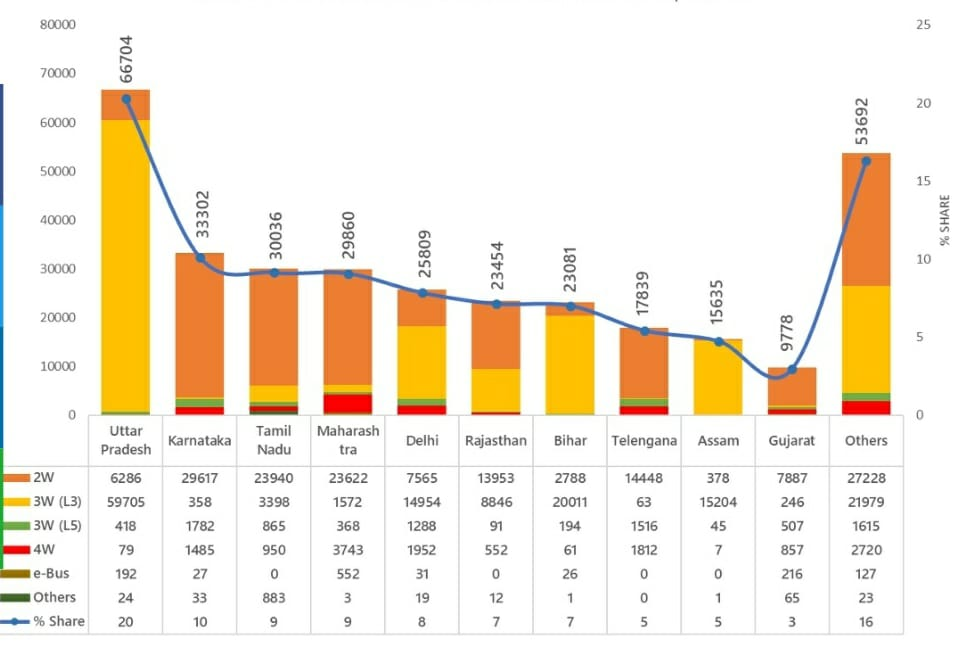 80000
70000
60000
50000
40000
30000
20000
10000
0
25
20
15
10
5
0
% SHARE
66704
33302
30036
29860
25809
23454
23081
17839
15635
9778
53692
Uttar Pradesh Karnataka Tamil Nadu Maharash tra Delhi Rajasthan Bihar Telengana Assam Gujarat Others
2W 6286 29617 23940 23622 7565 13953 2788 14448 378 7887 27228
3W (L3) 59705 358 3398 1572 14954 8846 20011 63 15204 246 21979
3W (L5) 418 1782 865 368 1288 91 194 1516 45 507 1615
4W 79 1485 950 3743 1952 552 61 1812 7 857 2720
e-Bus 192 27 0 552 31 0 26 0 0 216 127
Others 24 33 883 3 19 12 1 0 1 65 23
% Share 20 10 9 9 8 7 7 5 5 3 16